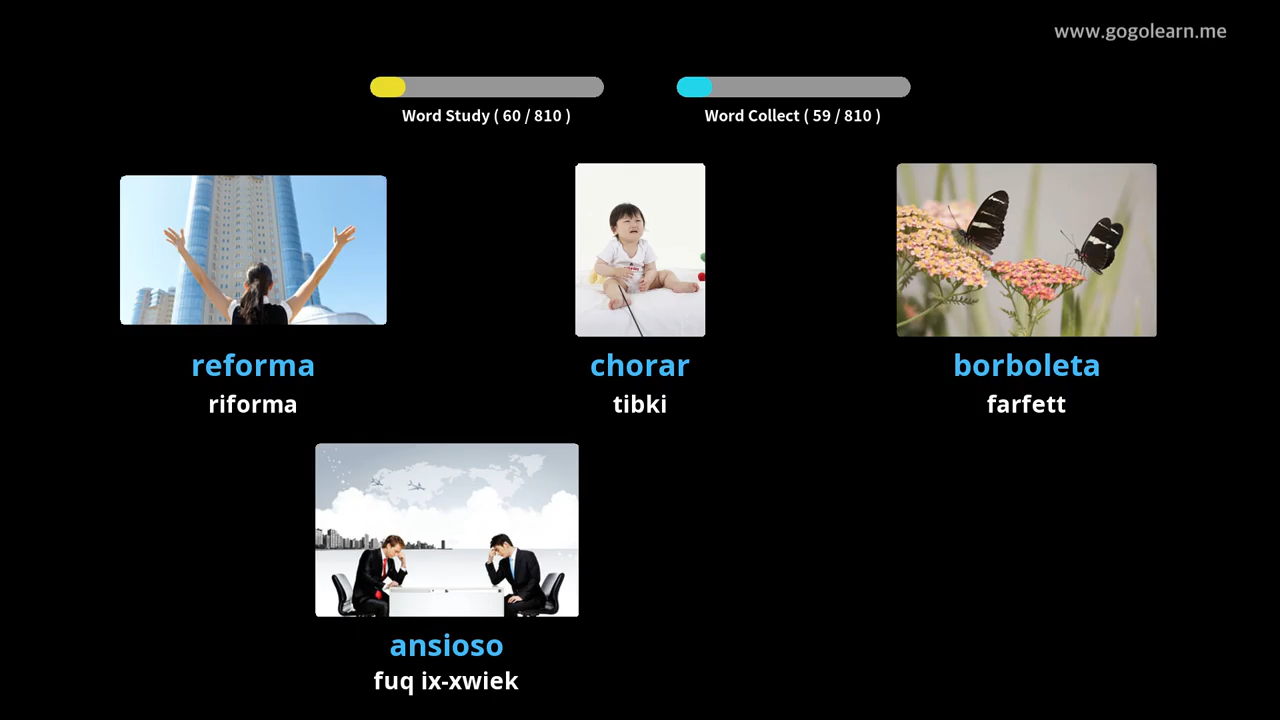 www.gogolearn.me
Word Study ( 60 / 810 )
Word Collect ( 59 / 810 )
reforma
riforma
chorar
tibki
borboleta
farfett
ansioso
fuq ix-xwiek